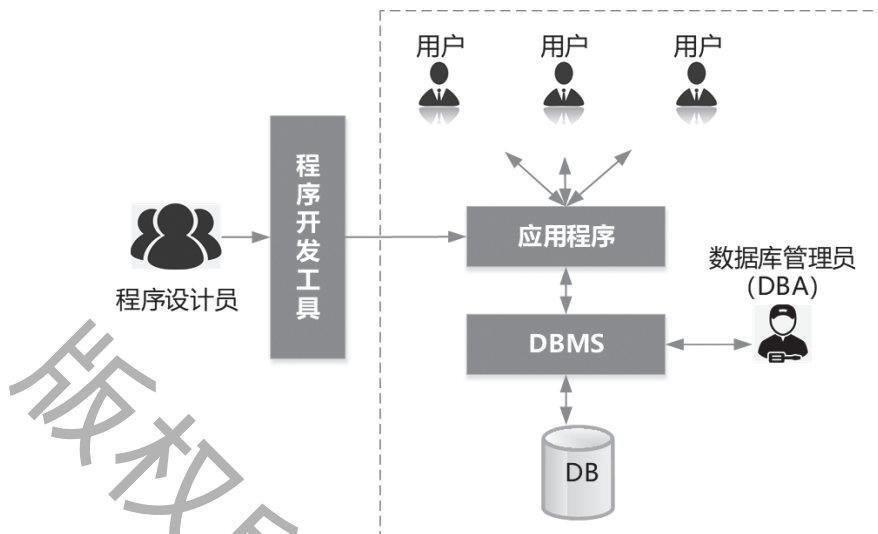 用户 用户 用户
程序开发工具
应用程序
程序设计员
数据库管理员
(DBA)
DBMS
DB
版权